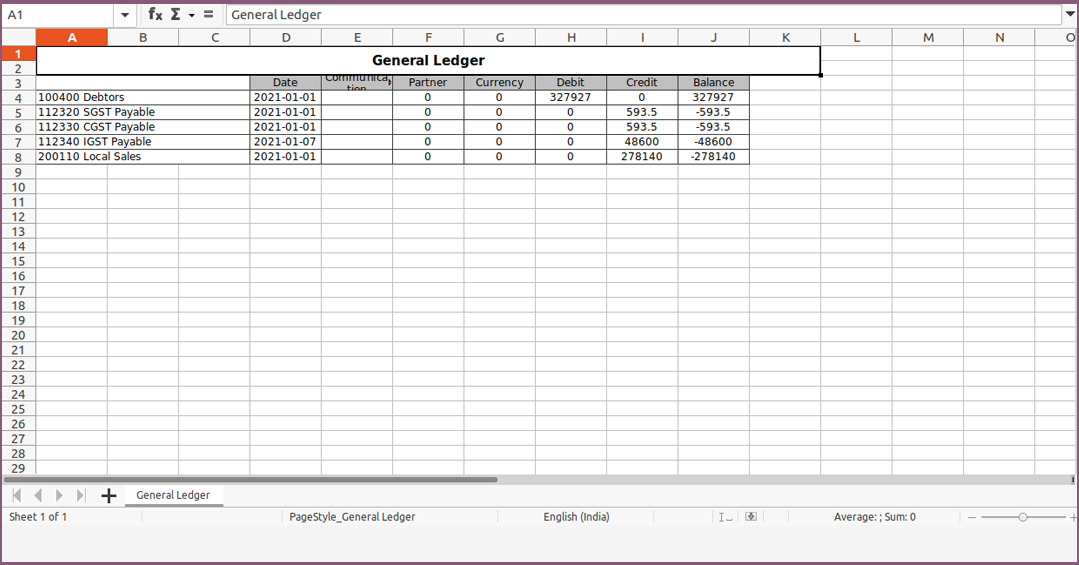 A1 fx Σ = General Ledger
A B C D E F G H I J K L M N O
1
General Ledger
2
3 Date Communica Partner Currency Debit Credit Balance
tion
4 100400 Debtors 2021-01-01 0 0 327927 0 327927
5 112320 SGST Payable 2021-01-01 0 0 0 593.5 -593.5
6 112330 CGST Payable 2021-01-01 0 0 0 593.5 -593.5
7 112340 IGST Payable 2021-01-07 0 0 0 48600 -48600
8 200110 Local Sales 2021-01-01 0 0 0 278140 -278140
9
10
11
12
13
14
15
16
17
18
19
20
21
22
23
24
25
26
27
28
29
General Ledger
Sheet 1 of 1 PageStyle_General Ledger English (India) Average: ; Sum: 0